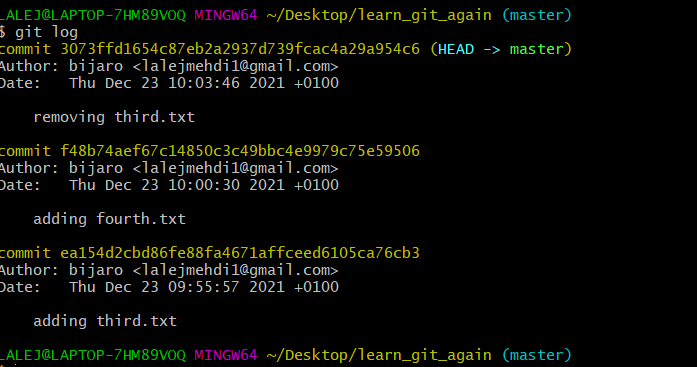 LALEJ@LAPTOP-7HM89VOQ MINGW64 ~/Desktop/learn_git_again (master)
$ git log
commit 3073ffd1654c87eb2a2937d739fcac4a29a954c6 (HEAD -> master)
Author: bijaro <lalejmehdi1@gmail.com>
Date:   Thu Dec 23 10:03:46 2021 +0100
    removing third.txt
commit f48b74aef67c14850c3c49bbc4e9979c75e59506
Author: bijaro <lalejmehdi1@gmail.com>
Date:   Thu Dec 23 10:00:30 2021 +0100
    adding fourth.txt
commit ea154d2cbd86fe88fa4671affceed6105ca76cb3
Author: bijaro <lalejmehdi1@gmail.com>
Date:   Thu Dec 23 09:55:57 2021 +0100
    adding third.txt
LALEJ@LAPTOP-7HM89VOQ MINGW64 ~/Desktop/learn_git_again (master)